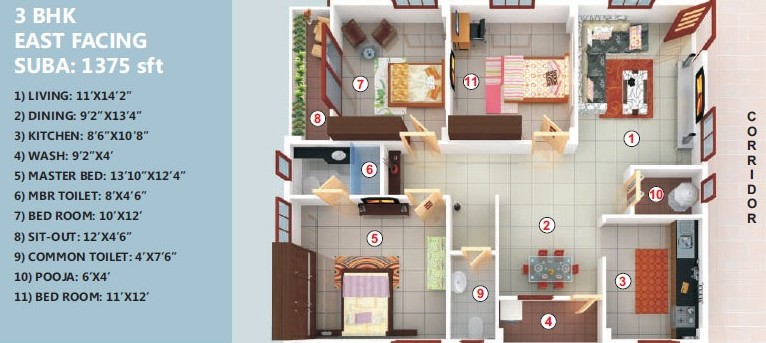 3 BHK
EAST FACING
SUBA: 1375 sft
1) LIVING: 11'X14'2"
2) DINING: 9'2"X13'4"
3) KITCHEN: 8'6"X10'8"
4) WASH: 9'2"X4'
5) MASTER BED: 13'10"X12'4"
6) MBR TOILET: 8'X4'6"
7) BED ROOM: 10'X12'
8) SIT-OUT: 12'X4'6"
9) COMMON TOILET: 4'X7'6"
10) POOJA: 6'X4'
11) BED ROOM: 11'X12'
7
11
8
1
6
10
5
2
3
9
4
CORRIDOR